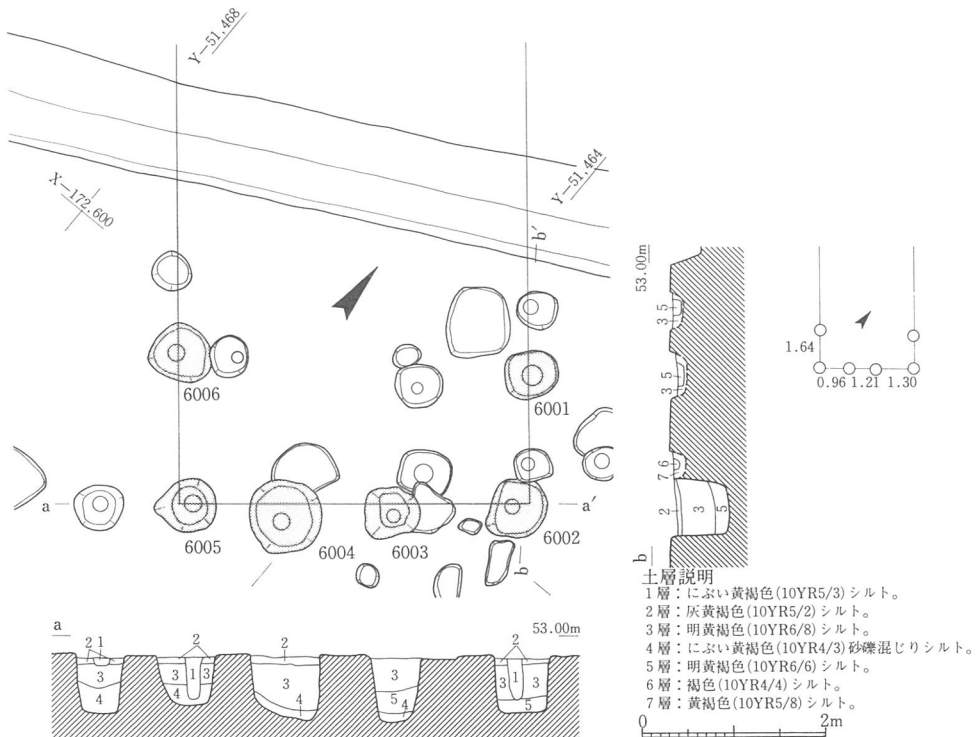 Y-51,468
Y-51,464
X-172,600
b′
6006
6001
a
a′
6005
6004
6003
6002
b
a
53.00m
2 1
3
4
2
3 1 3
4
2
3
4
3
5
4
2
3 1 3
5
53.00m
3 5
3 5
7 6
2 3 5
b
1.64
0.96 1.21 1.30
土層説明
1層：にぶい黄褐色(10YR5/3)シルト。
2層：灰黄褐色(10YR5/2)シルト。
3層：明黄褐色(10YR6/8)シルト。
4層：にぶい黄褐色(10YR4/3)砂礫混じりシルト。
5層：明黄褐色(10YR6/6)シルト。
6層：褐色(10YR4/4)シルト。
7層：黄褐色(10YR5/8)シルト。
0 2m